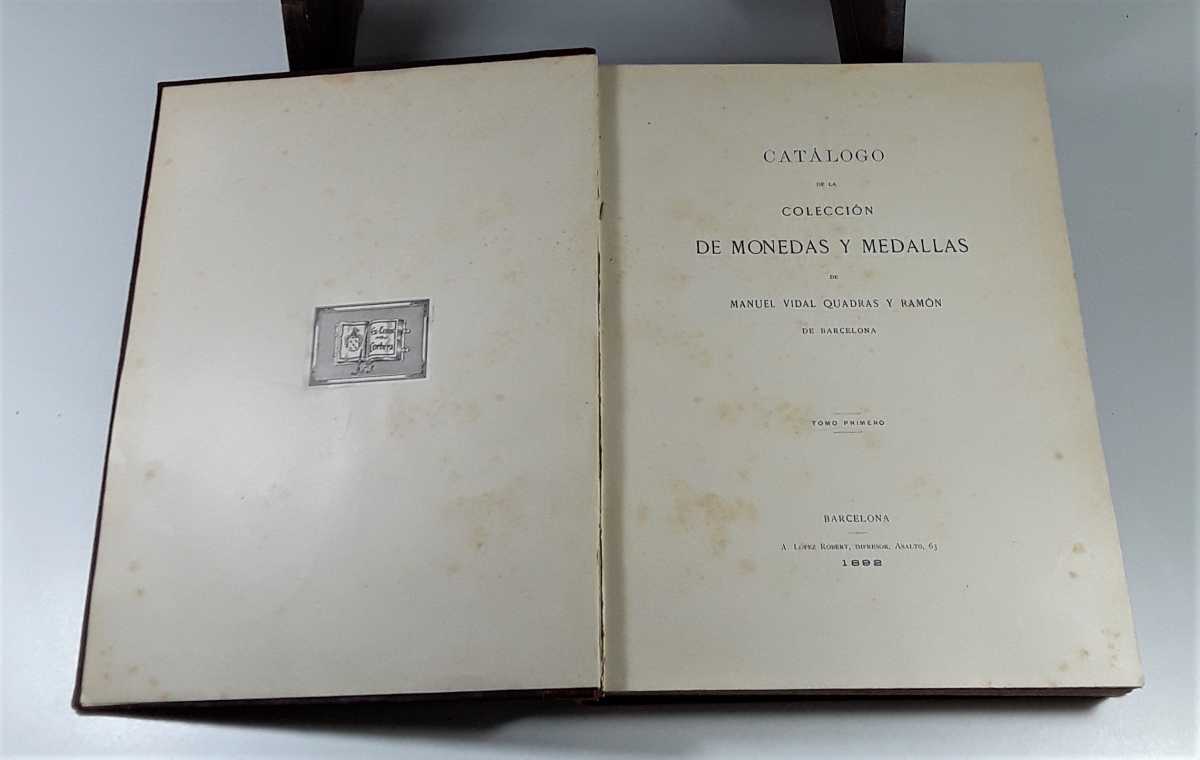 CATÁLOGO
DE LA
COLECCIÓN
DE MONEDAS Y MEDALLAS
DE
MANUEL VIDAL QUADRAS Y RAMÓN
DE BARCELONA
TOMO PRIMERO
BARCELONA
A. LÓPEZ ROBERT, IMPRESOR, ASALTO, 63
1892